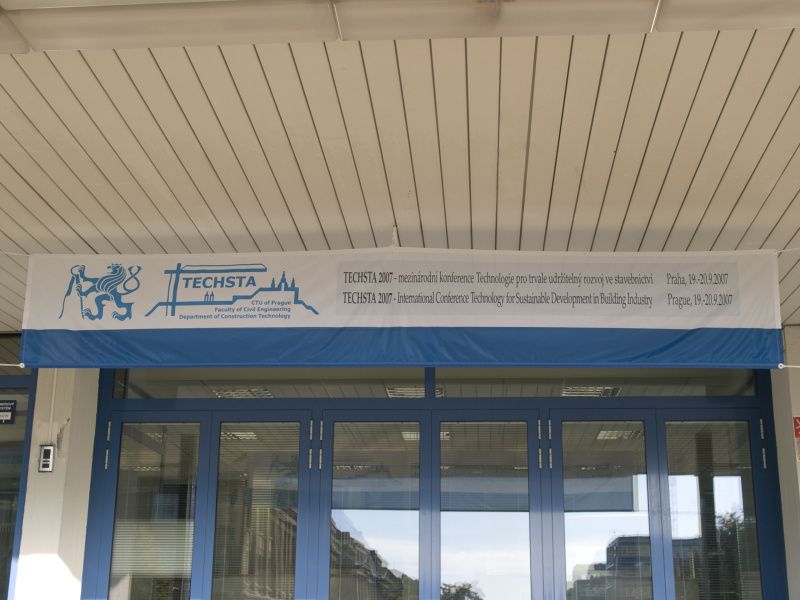 TECHSTA
CTU of Prague
Faculty of Civil Engineering
Department of Construction Technology
TECHSTA 2007 - mezinárodní konference Technologie pro trvale udržitelný rozvoj ve stavebnictví Praha, 19.-20.9.2007
TECHSTA 2007 - International Conference Technology for Sustainable Development in Building Industry Prague, 19.-20.9.2007